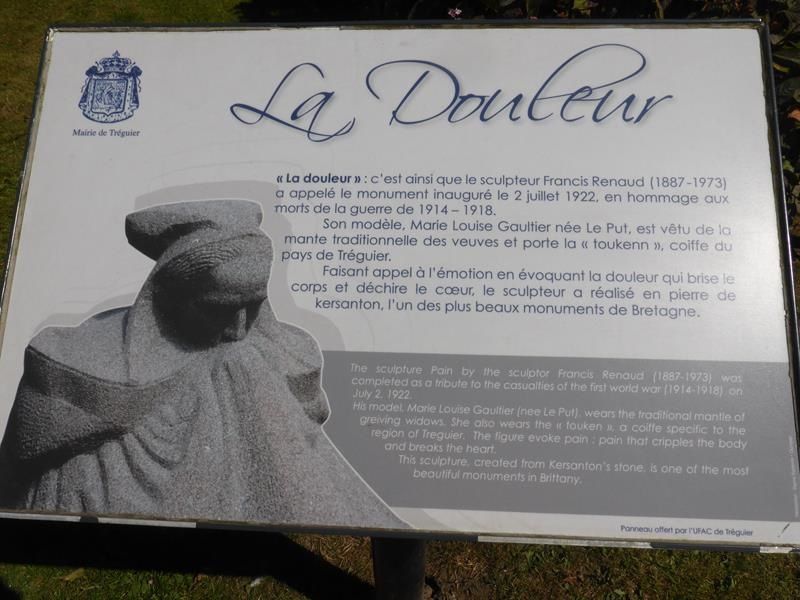 La Douleur
Mairie de Tréguier
« La douleur » : c'est ainsi que le sculpteur Francis Renaud (1887-1973)
a appelé le monument inauguré le 2 juillet 1922, en hommage aux
morts de la guerre de 1914 – 1918.
Son modèle, Marie Louise Gaultier née Le Put, est vêtu de la
mante traditionnelle des veuves et porte la « toukenn », coiffe du
pays de Tréguier.
Faisant appel à l'émotion en évoquant la douleur qui brise le
corps et déchire le cœur, le sculpteur a réalisé en pierre de
kersanton, l'un des plus beaux monuments de Bretagne.
The sculpture Pain by the sculptor Francis Renaud (1887-1973) was
completed as a tribute to the casualties of the first world war (1914-1918) on
July 2, 1922.
His model, Marie Louise Gaultier (nee Le Put), wears the traditional mantle of
greiving widows. She also wears the « touken », a coiffe specific to the
region of Treguier. The figure evoke pain : pain that cripples the body
and breaks the heart.
This sculpture, created from Kersanton's stone, is one of the most
beautiful monuments in Brittany.
Panneau offert par l'UFAC de Tréguier